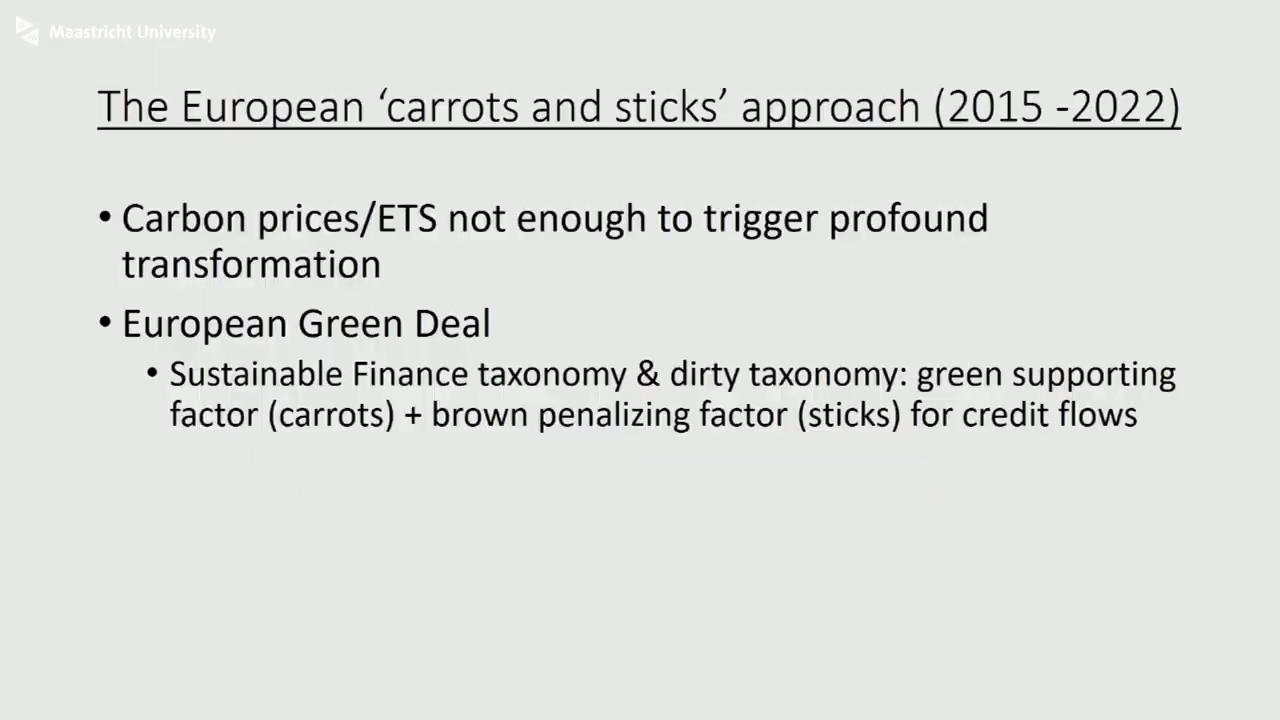 Maastricht University
The European ‘carrots and sticks’ approach (2015 -2022)
• Carbon prices/ETS not enough to trigger profound
transformation
• European Green Deal
• Sustainable Finance taxonomy & dirty taxonomy: green supporting
factor (carrots) + brown penalizing factor (sticks) for credit flows